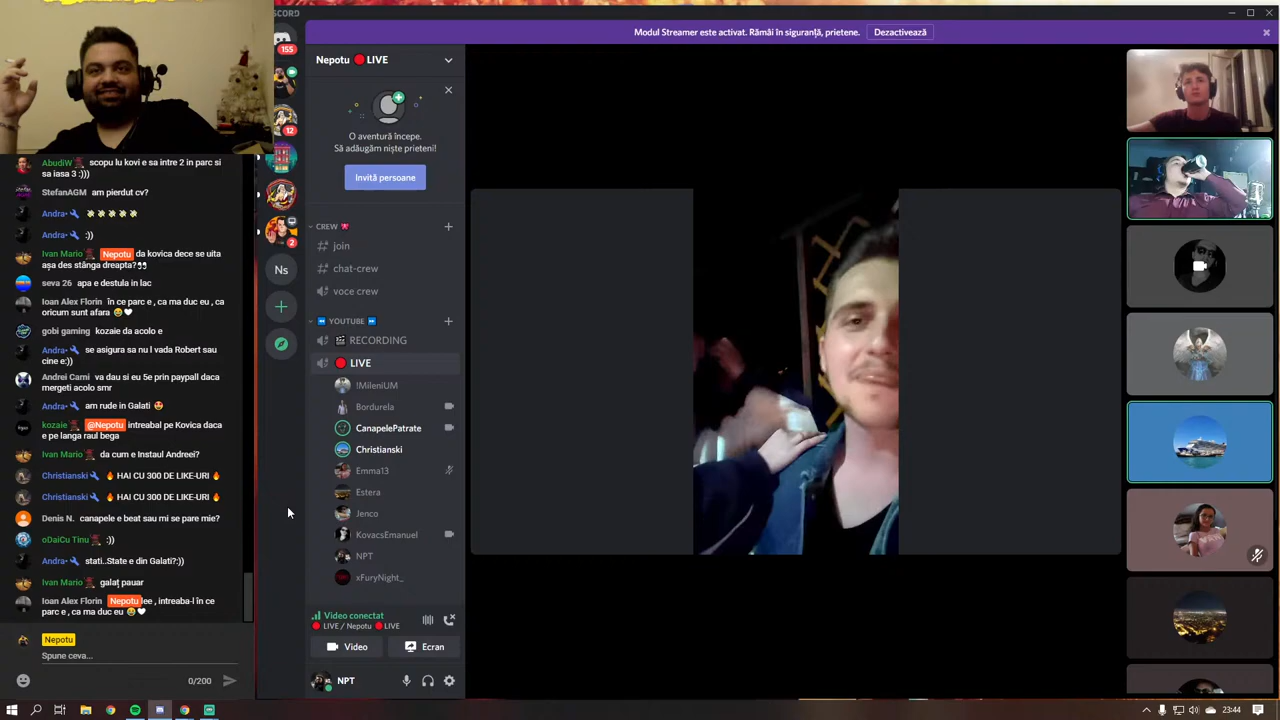 DISCORD
Modul Streamer este activat. Rămâi în siguranță, prietene.
Dezactivează
155
12
2
Ns
Nepotu 🔴LIVE
O aventură începe.
Să adăugăm niște prieteni!
Invită persoane
CREW
join
chat-crew
voce crew
YOUTUBE
RECORDING
🔴 LIVE
!MileniUM
Bordurela
CanapelePatrate
Christianski
Emma13
Estera
Jenco
KovacsEmanuel
NPT
xFuryNight_
Video conectat
🔴 LIVE / Nepotu 🔴 LIVE
Video
Ecran
NPT
AbudiW scopu lu kovi e sa intre 2 in parc si
sa iasa 3 :)))
StefanAGM am pierdut cv?
Andra•
Andra• :))
Ivan Mario Nepotu da kovica dece se uita
așa des stânga dreapta?👀
seva 26 apa e destula in lac
Ioan Alex Florin în ce parc e , ca ma duc eu , ca
oricum sunt afara 😂🤍
gobi gaming kozaie da acolo e
Andra• se asigura sa nu l vada Robert sau
cine e:))
Andrei Cami va dau si eu 5e prin paypall daca
mergeti acolo smr
Andra• am rude in Galati 🤩
kozaie @Nepotu intreabal pe Kovica daca
e pe langa raul bega
Ivan Mario da cum e Instaul Andreei?
Christianski 🔥 HAI CU 300 DE LIKE-URI 🔥
Christianski 🔥 HAI CU 300 DE LIKE-URI 🔥
Denis N. canapele e beat sau mi se pare mie?
oDaiCu Tinu :))
Andra• stati..State e din Galati?:))
Ivan Mario galaț pauar
Ioan Alex Florin Nepotu lee , intreaba-l în ce
parc e , ca ma duc eu 😂🤍
Nepotu
Spune ceva...
0/200
23:44